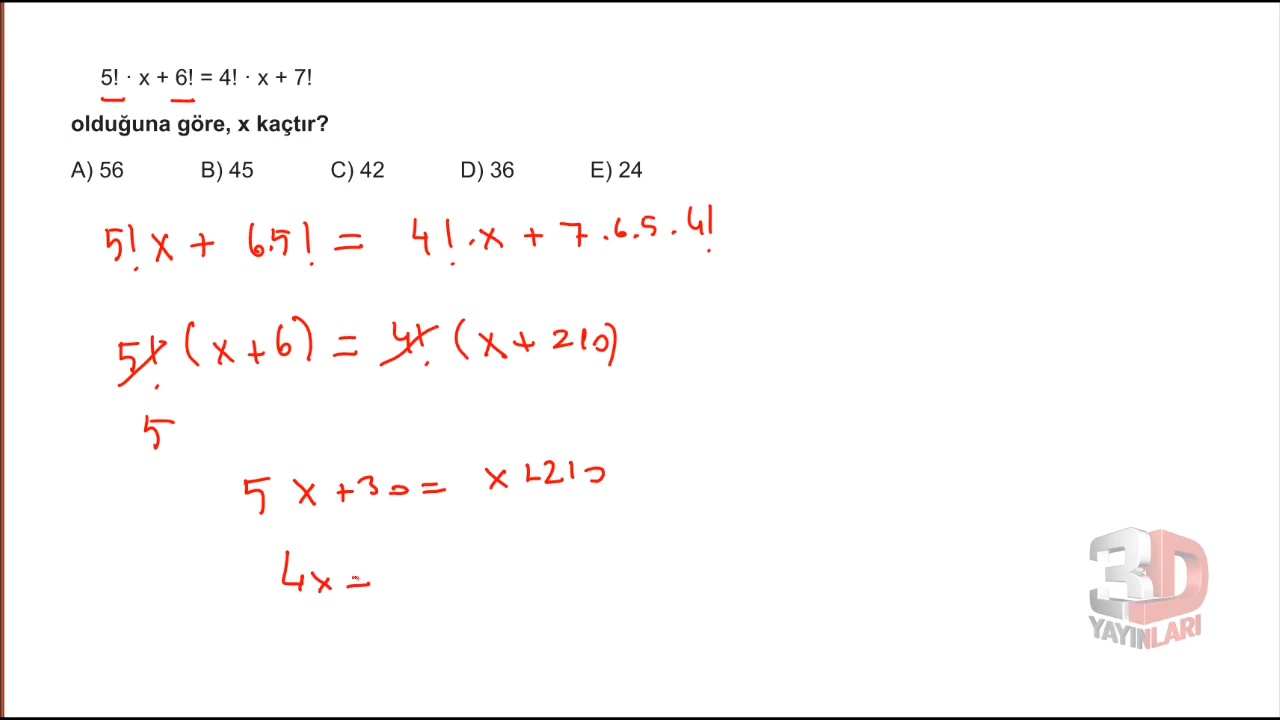 5! · x + 6! = 4! · x + 7!
olduğuna göre, x kaçtır?
A) 56 B) 45 C) 42 D) 36 E) 24
5! x + 6.5! = 4! . x + 7 . 6 . 5 . 4!
5! (x + 6) = 4! (x + 210)
5
5x + 30 = x + 210
4x =
3D
YAYINLARI